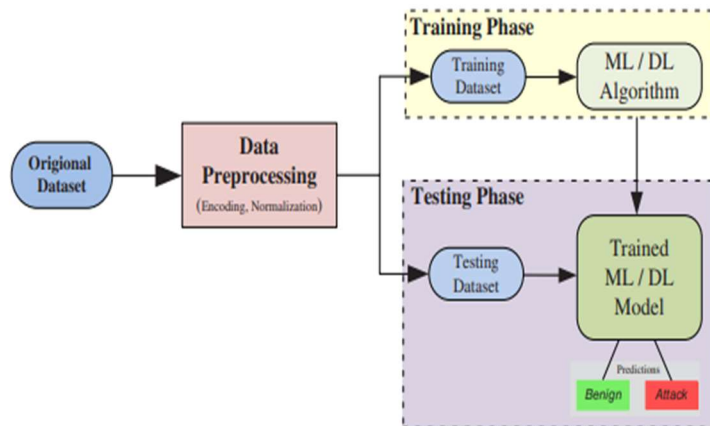 Origional
Dataset
Data
Preprocessing
(Encoding, Normalization)
Training Phase
Training
Dataset
ML / DL
Algorithm
Testing Phase
Testing
Dataset
Trained
ML / DL
Model
Predictions
Benign
Attack